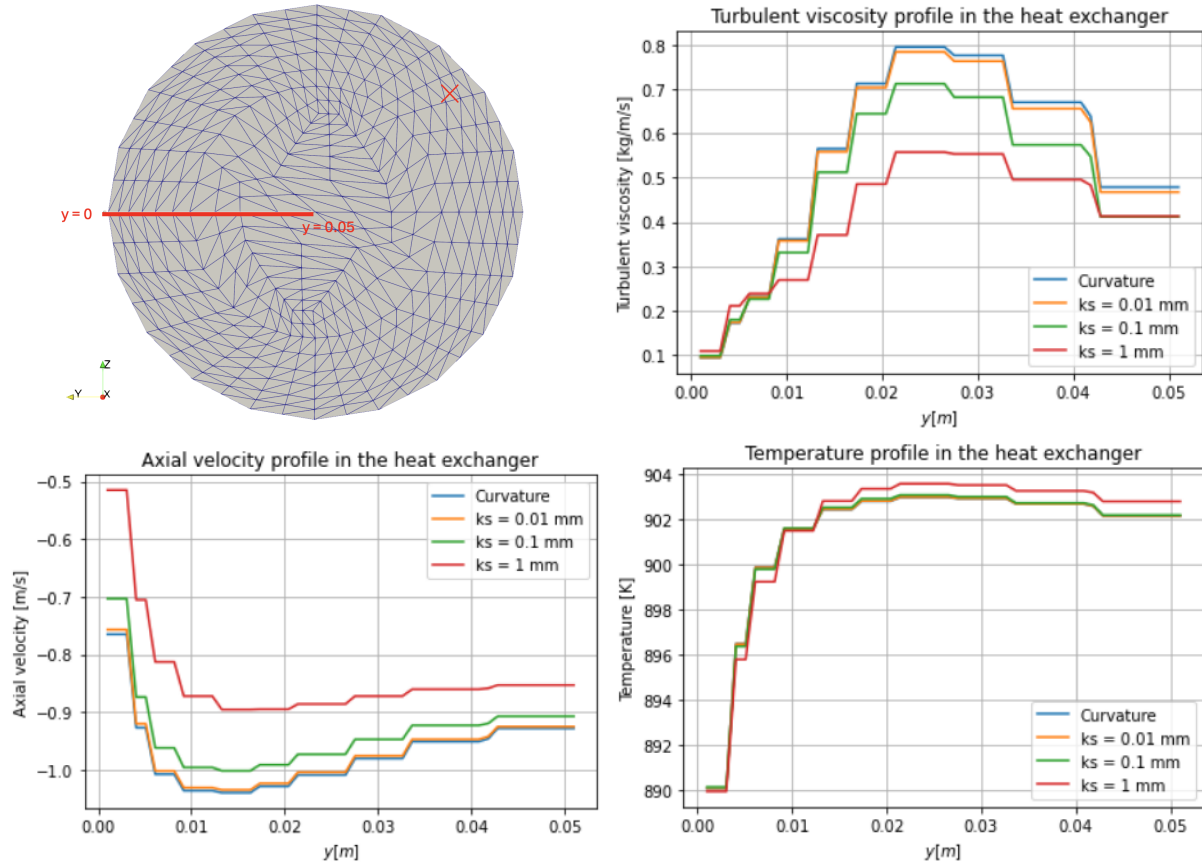 y = 0
y = 0.05
Z
Y
X
Turbulent viscosity profile in the heat exchanger
Turbulent viscosity [kg/m/s]
0.8
0.7
0.6
0.5
0.4
0.3
0.2
0.1
Curvature
ks = 0.01 mm
ks = 0.1 mm
ks = 1 mm
0.00 0.01 0.02 0.03 0.04 0.05
y[m]
Axial velocity profile in the heat exchanger
Axial velocity [m/s]
−0.5
−0.6
−0.7
−0.8
−0.9
−1.0
Curvature
ks = 0.01 mm
ks = 0.1 mm
ks = 1 mm
0.00 0.01 0.02 0.03 0.04 0.05
y[m]
Temperature profile in the heat exchanger
Temperature [K]
904
902
900
898
896
894
892
890
Curvature
ks = 0.01 mm
ks = 0.1 mm
ks = 1 mm
0.00 0.01 0.02 0.03 0.04 0.05
y[m]